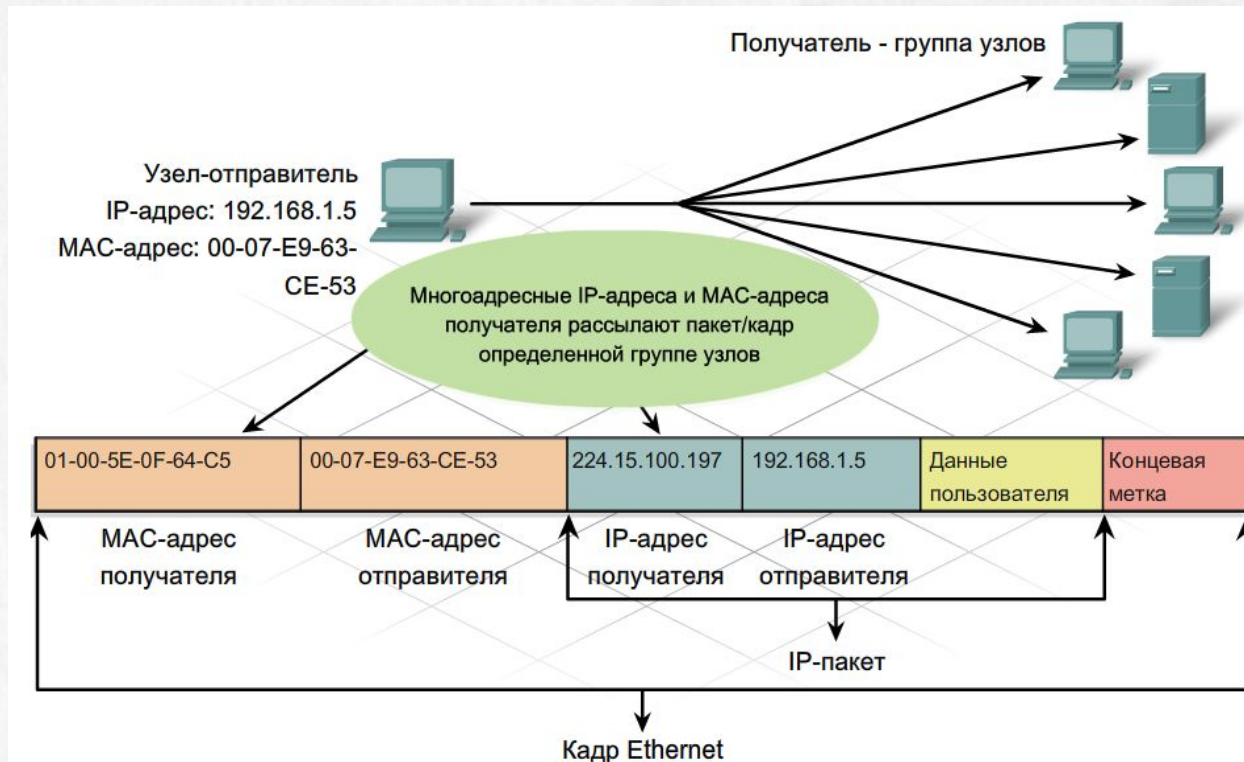 Получатель - группа узлов
Узел-отправитель
IP-адрес: 192.168.1.5
MAC-адрес: 00-07-E9-63-
CE-53
Многоадресные IP-адреса и MAC-адреса
получателя рассылают пакет/кадр
определенной группе узлов
01-00-5E-0F-64-C5
00-07-E9-63-CE-53
224.15.100.197
192.168.1.5
Данные
пользователя
Концевая
метка
MAC-адрес
получателя
MAC-адрес
отправителя
IP-адрес
получателя
IP-адрес
отправителя
IP-пакет
Кадр Ethernet